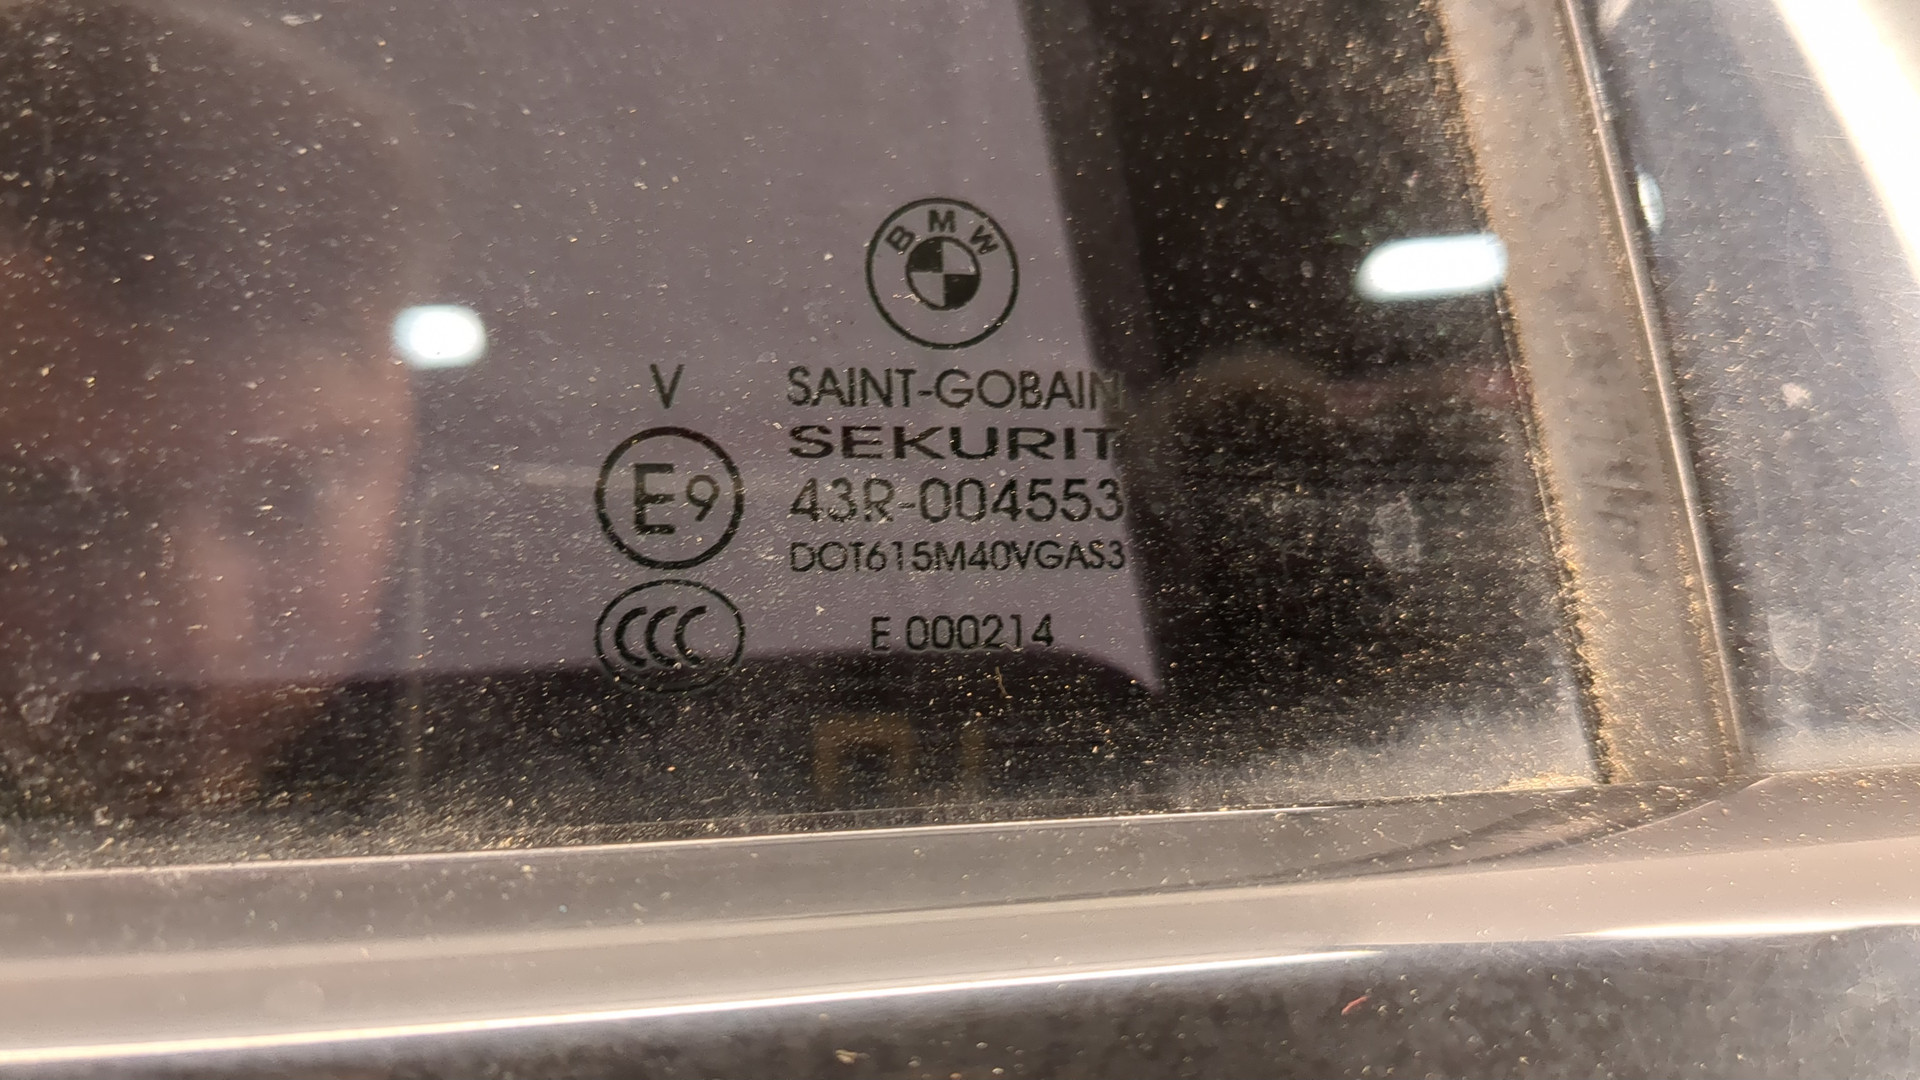 BMW
V SAINT-GOBAIN
SEKURIT
E9 43R-004553
DOT615M40VGAS3
CCC E 000214